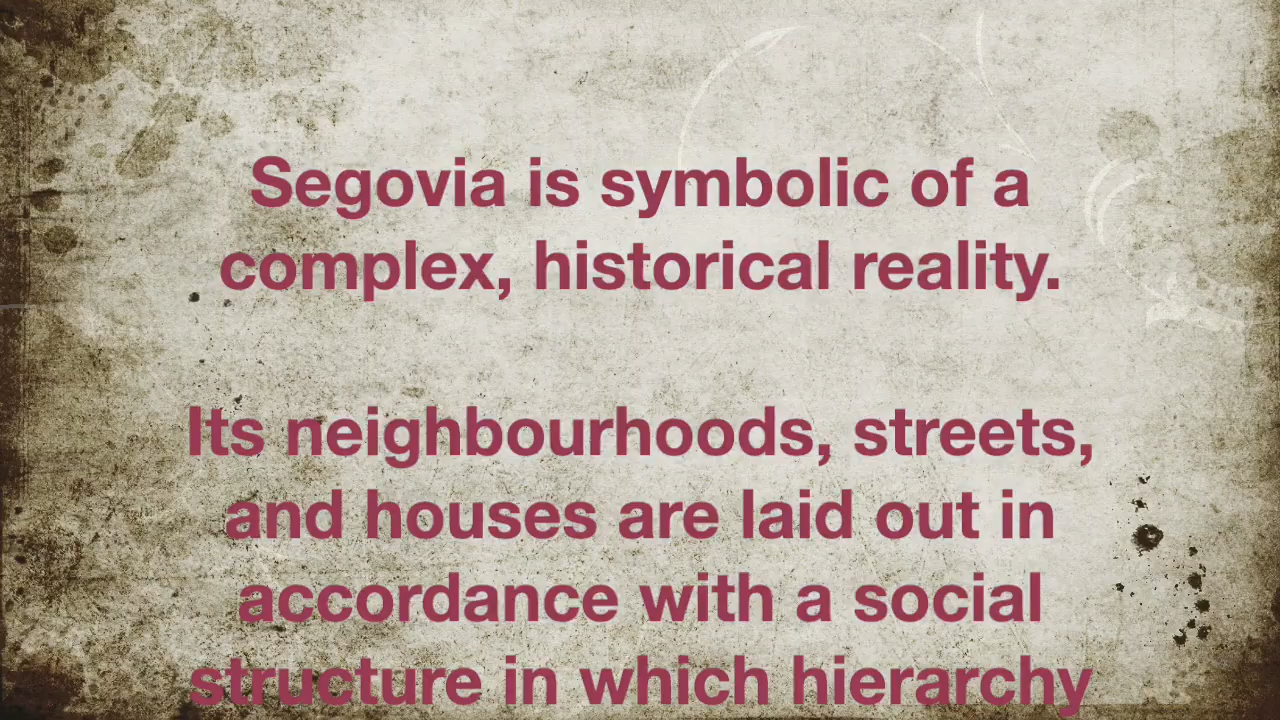 Segovia is symbolic of a
complex, historical reality.
Its neighbourhoods, streets,
and houses are laid out in
accordance with a social
structure in which hierarchy